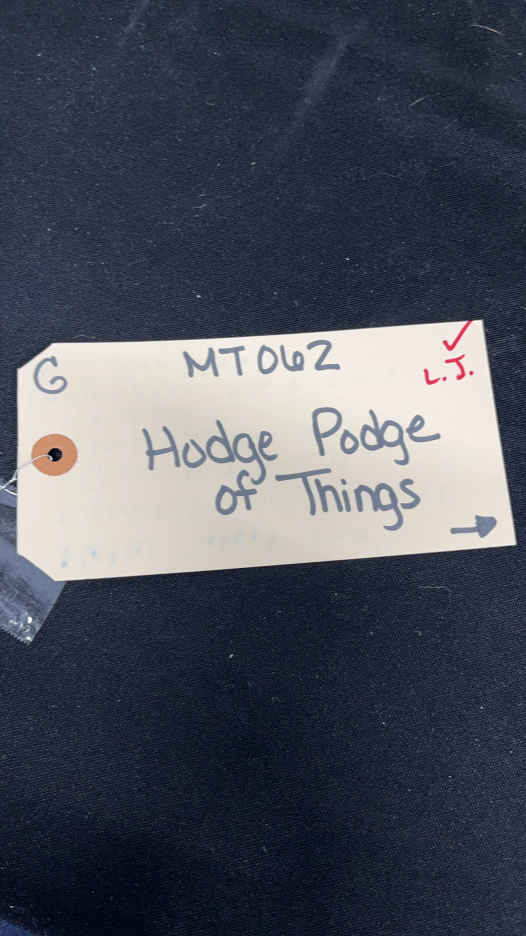 G
MT062
✓
L.J.
Hodge Podge
of Things
→